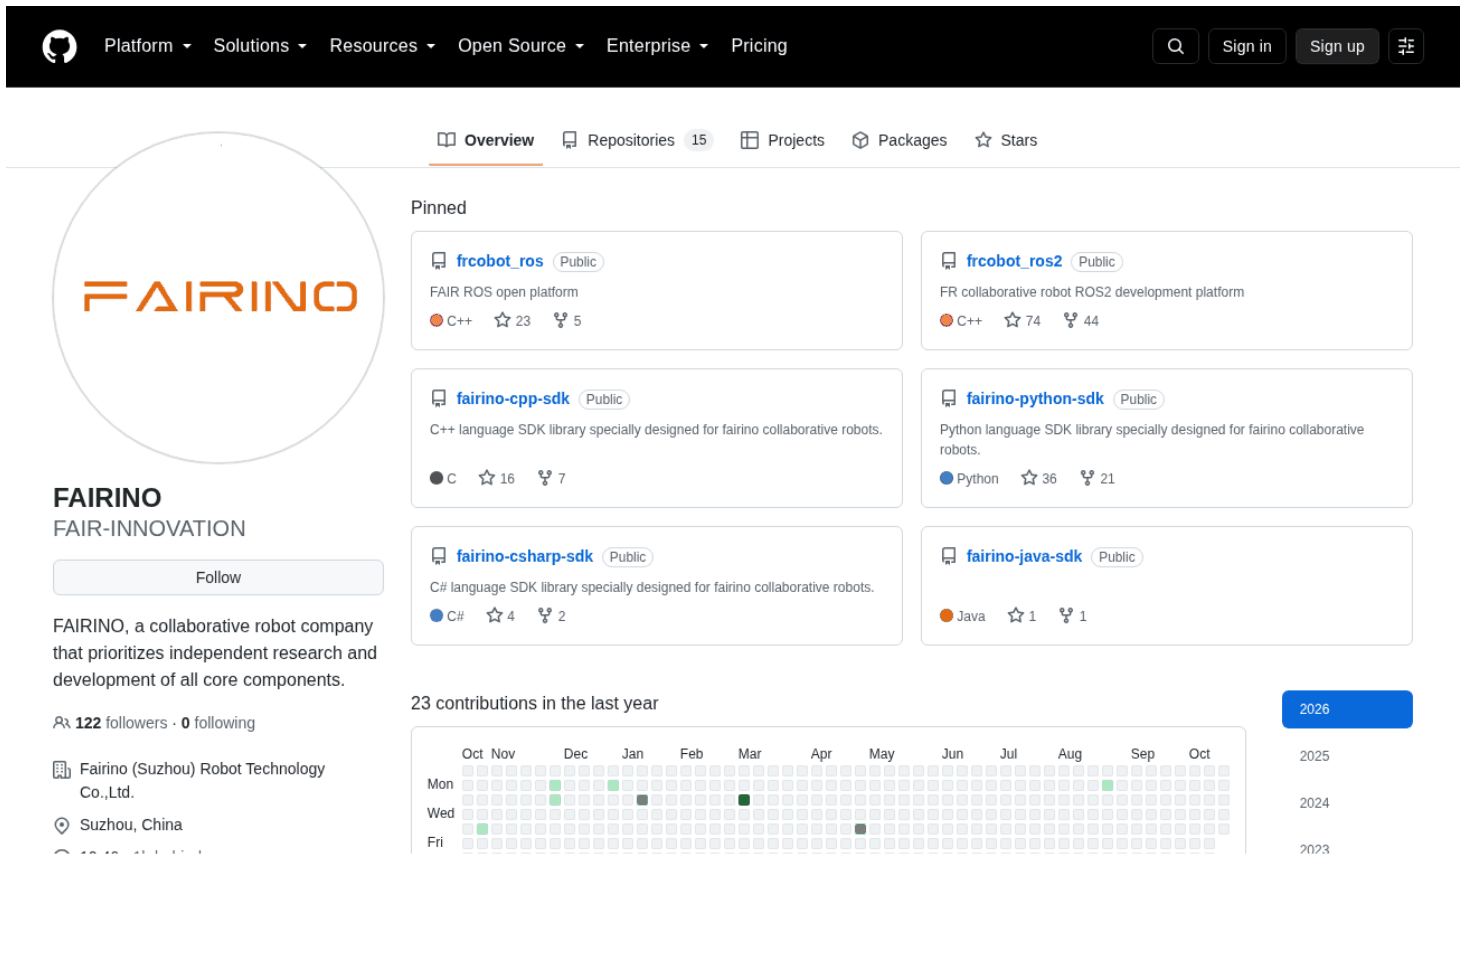 Platform Solutions Resources Open Source Enterprise Pricing Sign in Sign up
Overview Repositories 15 Projects Packages Stars
FAIRINO
FAIRINO
FAIR-INNOVATION
Follow
FAIRINO, a collaborative robot company
that prioritizes independent research and
development of all core components.
122 followers · 0 following
Fairino (Suzhou) Robot Technology
Co.,Ltd.
Suzhou, China
Pinned
frcobot_ros Public
FAIR ROS open platform
C++ 23 5
frcobot_ros2 Public
FR collaborative robot ROS2 development platform
C++ 74 44
fairino-cpp-sdk Public
C++ language SDK library specially designed for fairino collaborative robots.
C 16 7
fairino-python-sdk Public
Python language SDK library specially designed for fairino collaborative
robots.
Python 36 21
fairino-csharp-sdk Public
C# language SDK library specially designed for fairino collaborative robots.
C# 4 2
fairino-java-sdk Public
Java 1 1
23 contributions in the last year
Oct Nov Dec Jan Feb Mar Apr May Jun Jul Aug Sep Oct
Mon
Wed
Fri
2026
2025
2024
2023